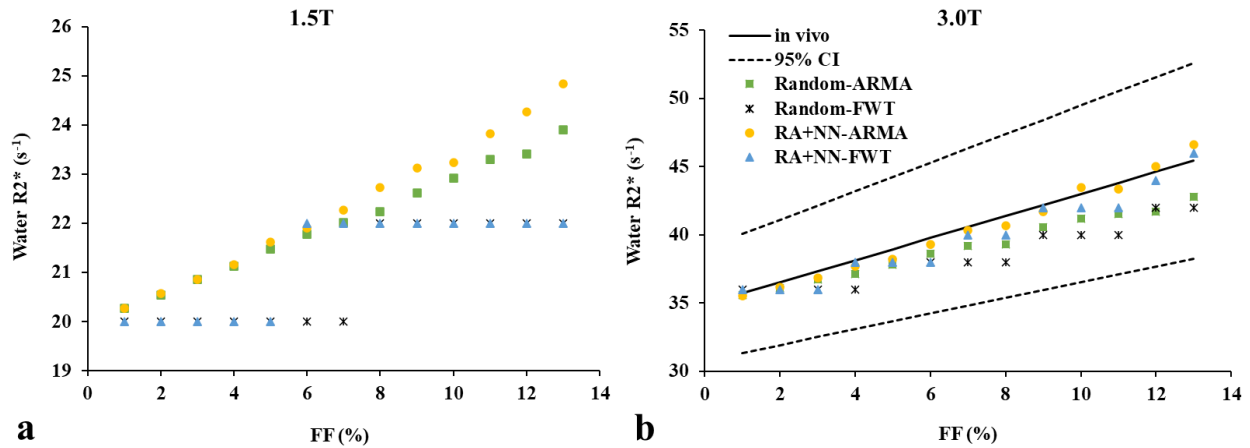 1.5T
26
25
24
23
22
21
20
19
Water R2* (s⁻¹)
0 2 4 6 8 10 12 14
FF (%)
a
3.0T
55
50
45
40
35
30
Water R2* (s⁻¹)
in vivo
95% CI
Random-ARMA
Random-FWT
RA+NN-ARMA
RA+NN-FWT
0 2 4 6 8 10 12 14
FF (%)
b